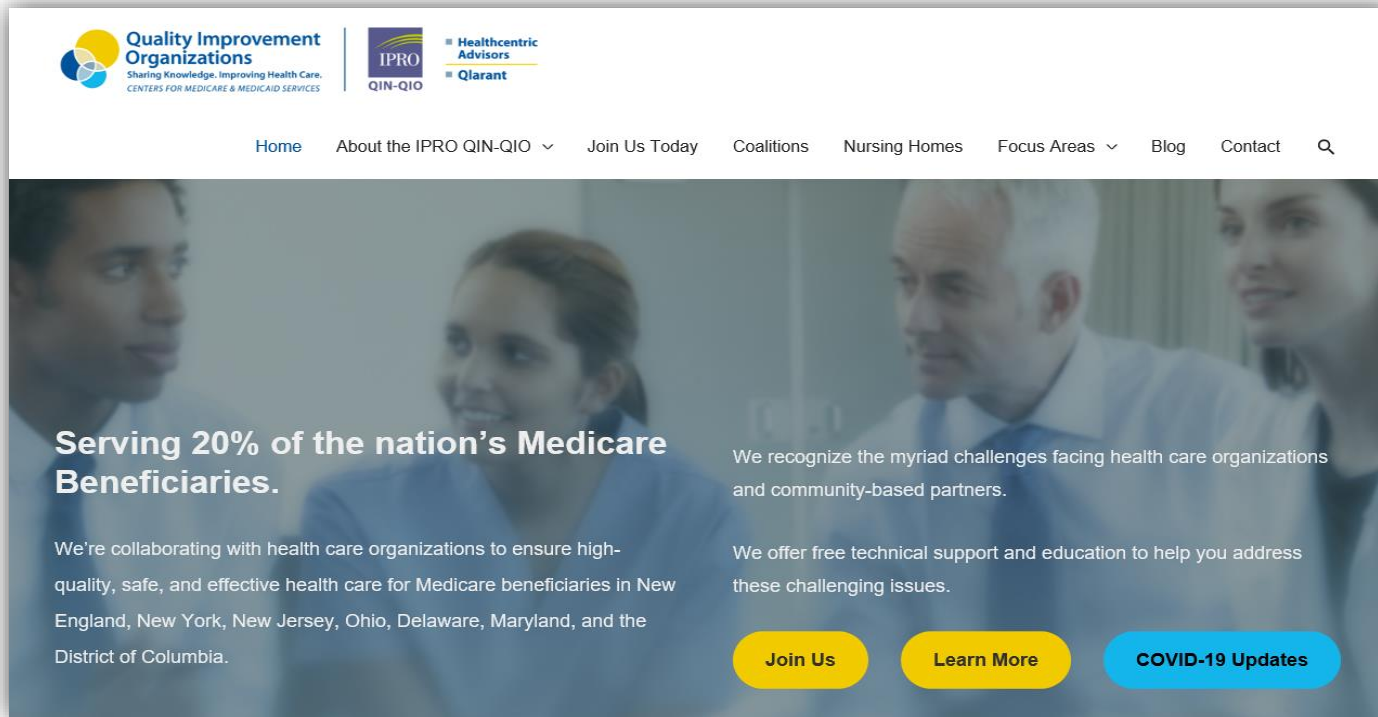 Quality Improvement
Organizations
Sharing Knowledge. Improving Health Care.
CENTERS FOR MEDICARE & MEDICAID SERVICES
IPRO
QIN-QIO
Healthcentric
Advisors
Qlarant
Home About the IPRO QIN-QIO Join Us Today Coalitions Nursing Homes Focus Areas Blog Contact
Serving 20% of the nation’s Medicare
Beneficiaries.
We’re collaborating with health care organizations to ensure high-
quality, safe, and effective health care for Medicare beneficiaries in New
England, New York, New Jersey, Ohio, Delaware, Maryland, and the
District of Columbia.
We recognize the myriad challenges facing health care organizations
and community-based partners.
We offer free technical support and education to help you address
these challenging issues.
Join Us Learn More COVID-19 Updates